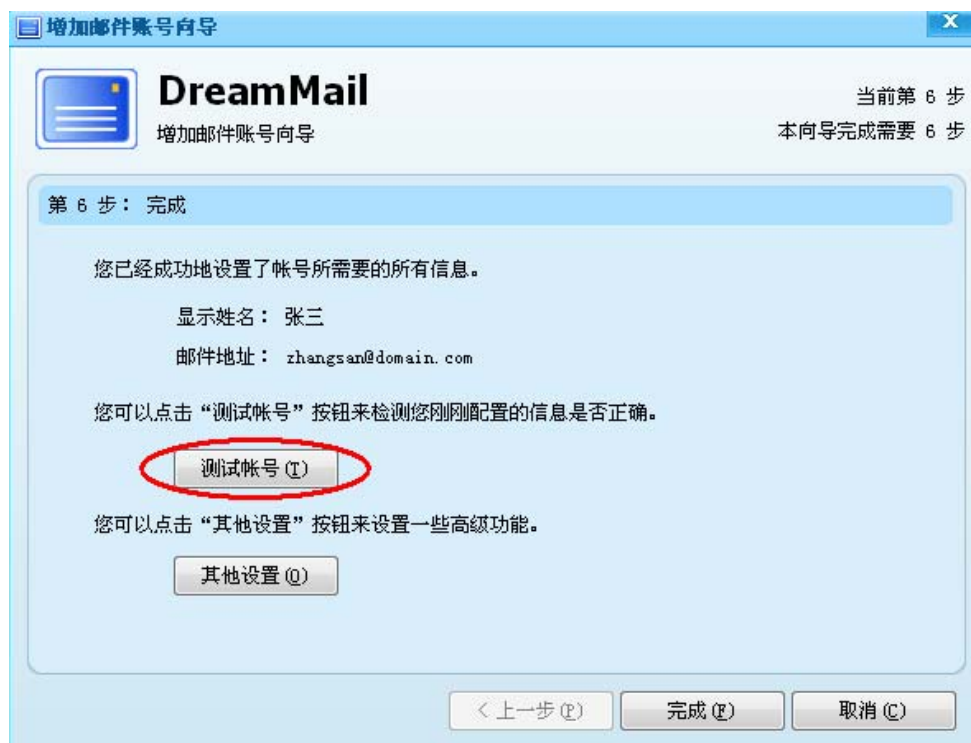 增加邮件账号向导
X
DreamMail
增加邮件账号向导
当前第 6 步
本向导完成需要 6 步
第 6 步： 完成
您已经成功地设置了帐号所需要的所有信息。
显示姓名： 张三
邮件地址： zhangsan@domain.com
您可以点击“测试帐号”按钮来检测您刚刚配置的信息是否正确。
测试帐号(T)
您可以点击“其他设置”按钮来设置一些高级功能。
其他设置(O)
< 上一步(P)
完成(F)
取消(C)